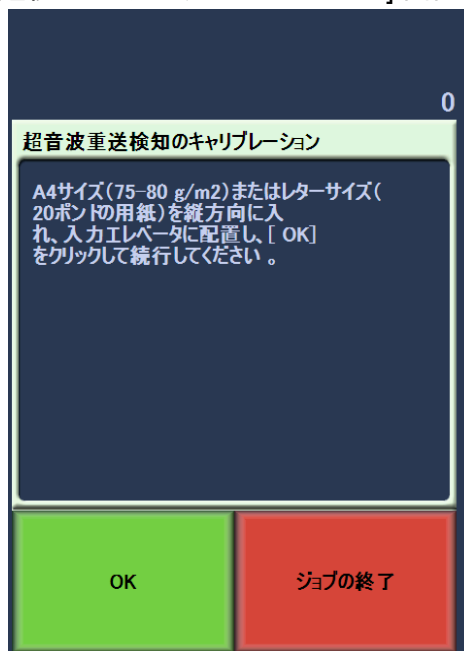 0
超音波重送検知のキャリブレーション
A4サイズ(75-80 g/m2)またはレターサイズ(
20ポンドの用紙)を縦方向に入
れ、入力エレベータに配置し、[ OK]
をクリックして続行してください 。
OK
ジョブの終了